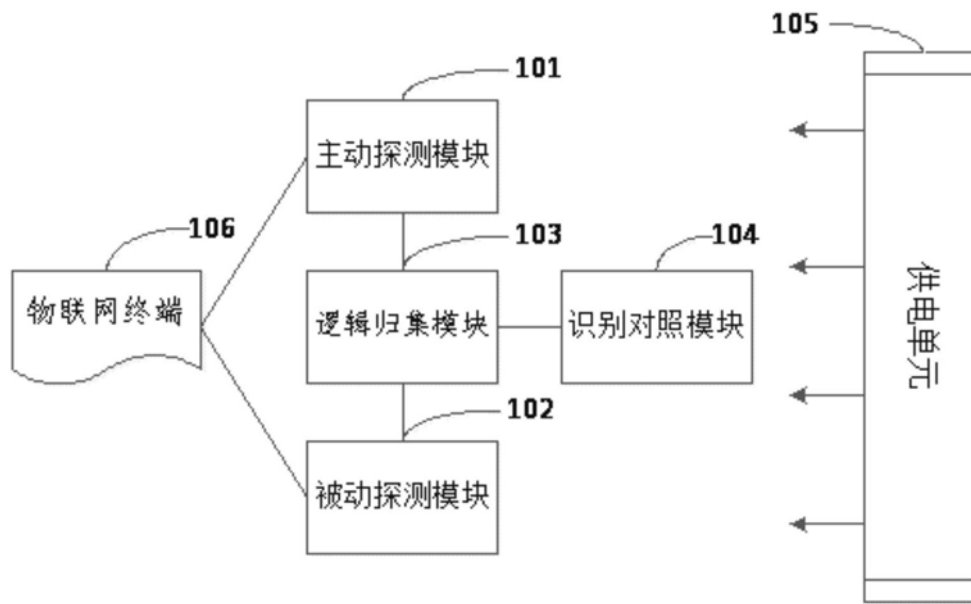 105
101
主动探测模块
106
103
104
物联网终端
逻辑归集模块
识别对照模块
供电单元
102
被动探测模块